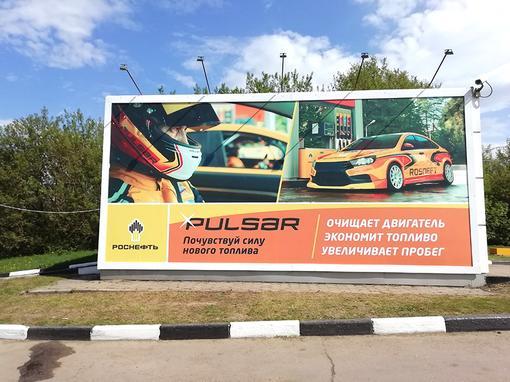 ROSNEFT
PULSAR
Почувствуй силу
нового топлива
ОЧИЩАЕТ ДВИГАТЕЛЬ
ЭКОНОМИТ ТОПЛИВО
УВЕЛИЧИВАЕТ ПРОБЕГ
РОСНЕФТЬ